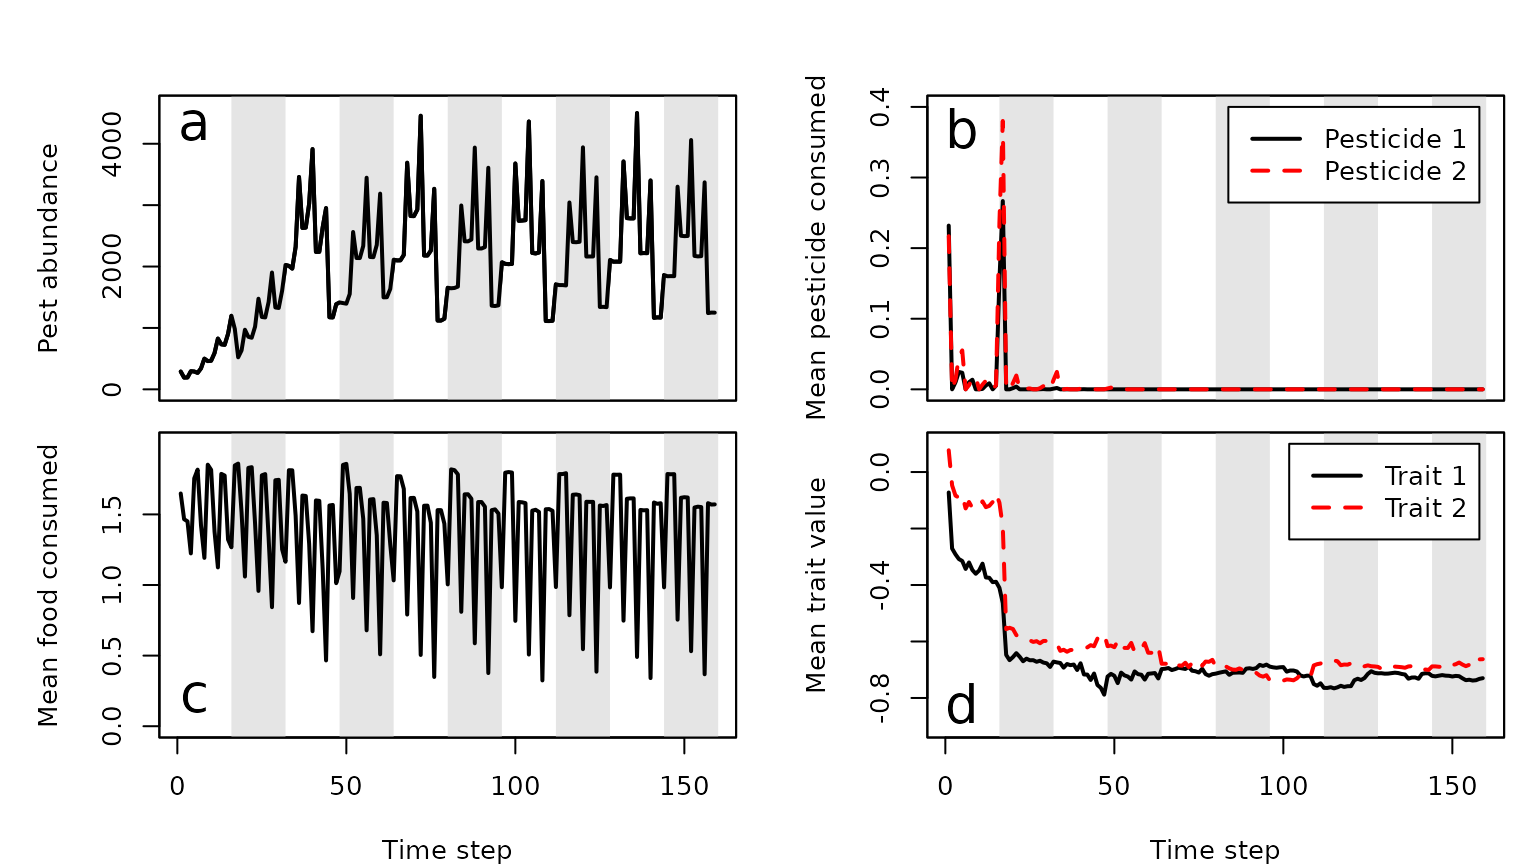 a
Pest abundance
0
2000
4000
b
Mean pesticide consumed
0.0
0.1
0.2
0.3
0.4
Pesticide 1
Pesticide 2
c
Mean food consumed
0.0
0.5
1.0
1.5
0
50
100
150
Time step
d
Mean trait value
-0.8
-0.4
0.0
Trait 1
Trait 2
0
50
100
150
Time step